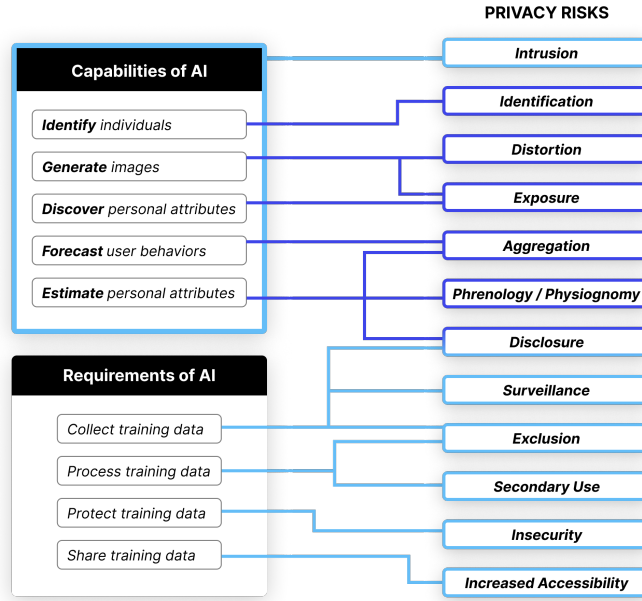 PRIVACY RISKS
Capabilities of AI
Identify individuals
Generate images
Discover personal attributes
Forecast user behaviors
Estimate personal attributes
Requirements of AI
Collect training data
Process training data
Protect training data
Share training data
Intrusion
Identification
Distortion
Exposure
Aggregation
Phrenology / Physiognomy
Disclosure
Surveillance
Exclusion
Secondary Use
Insecurity
Increased Accessibility